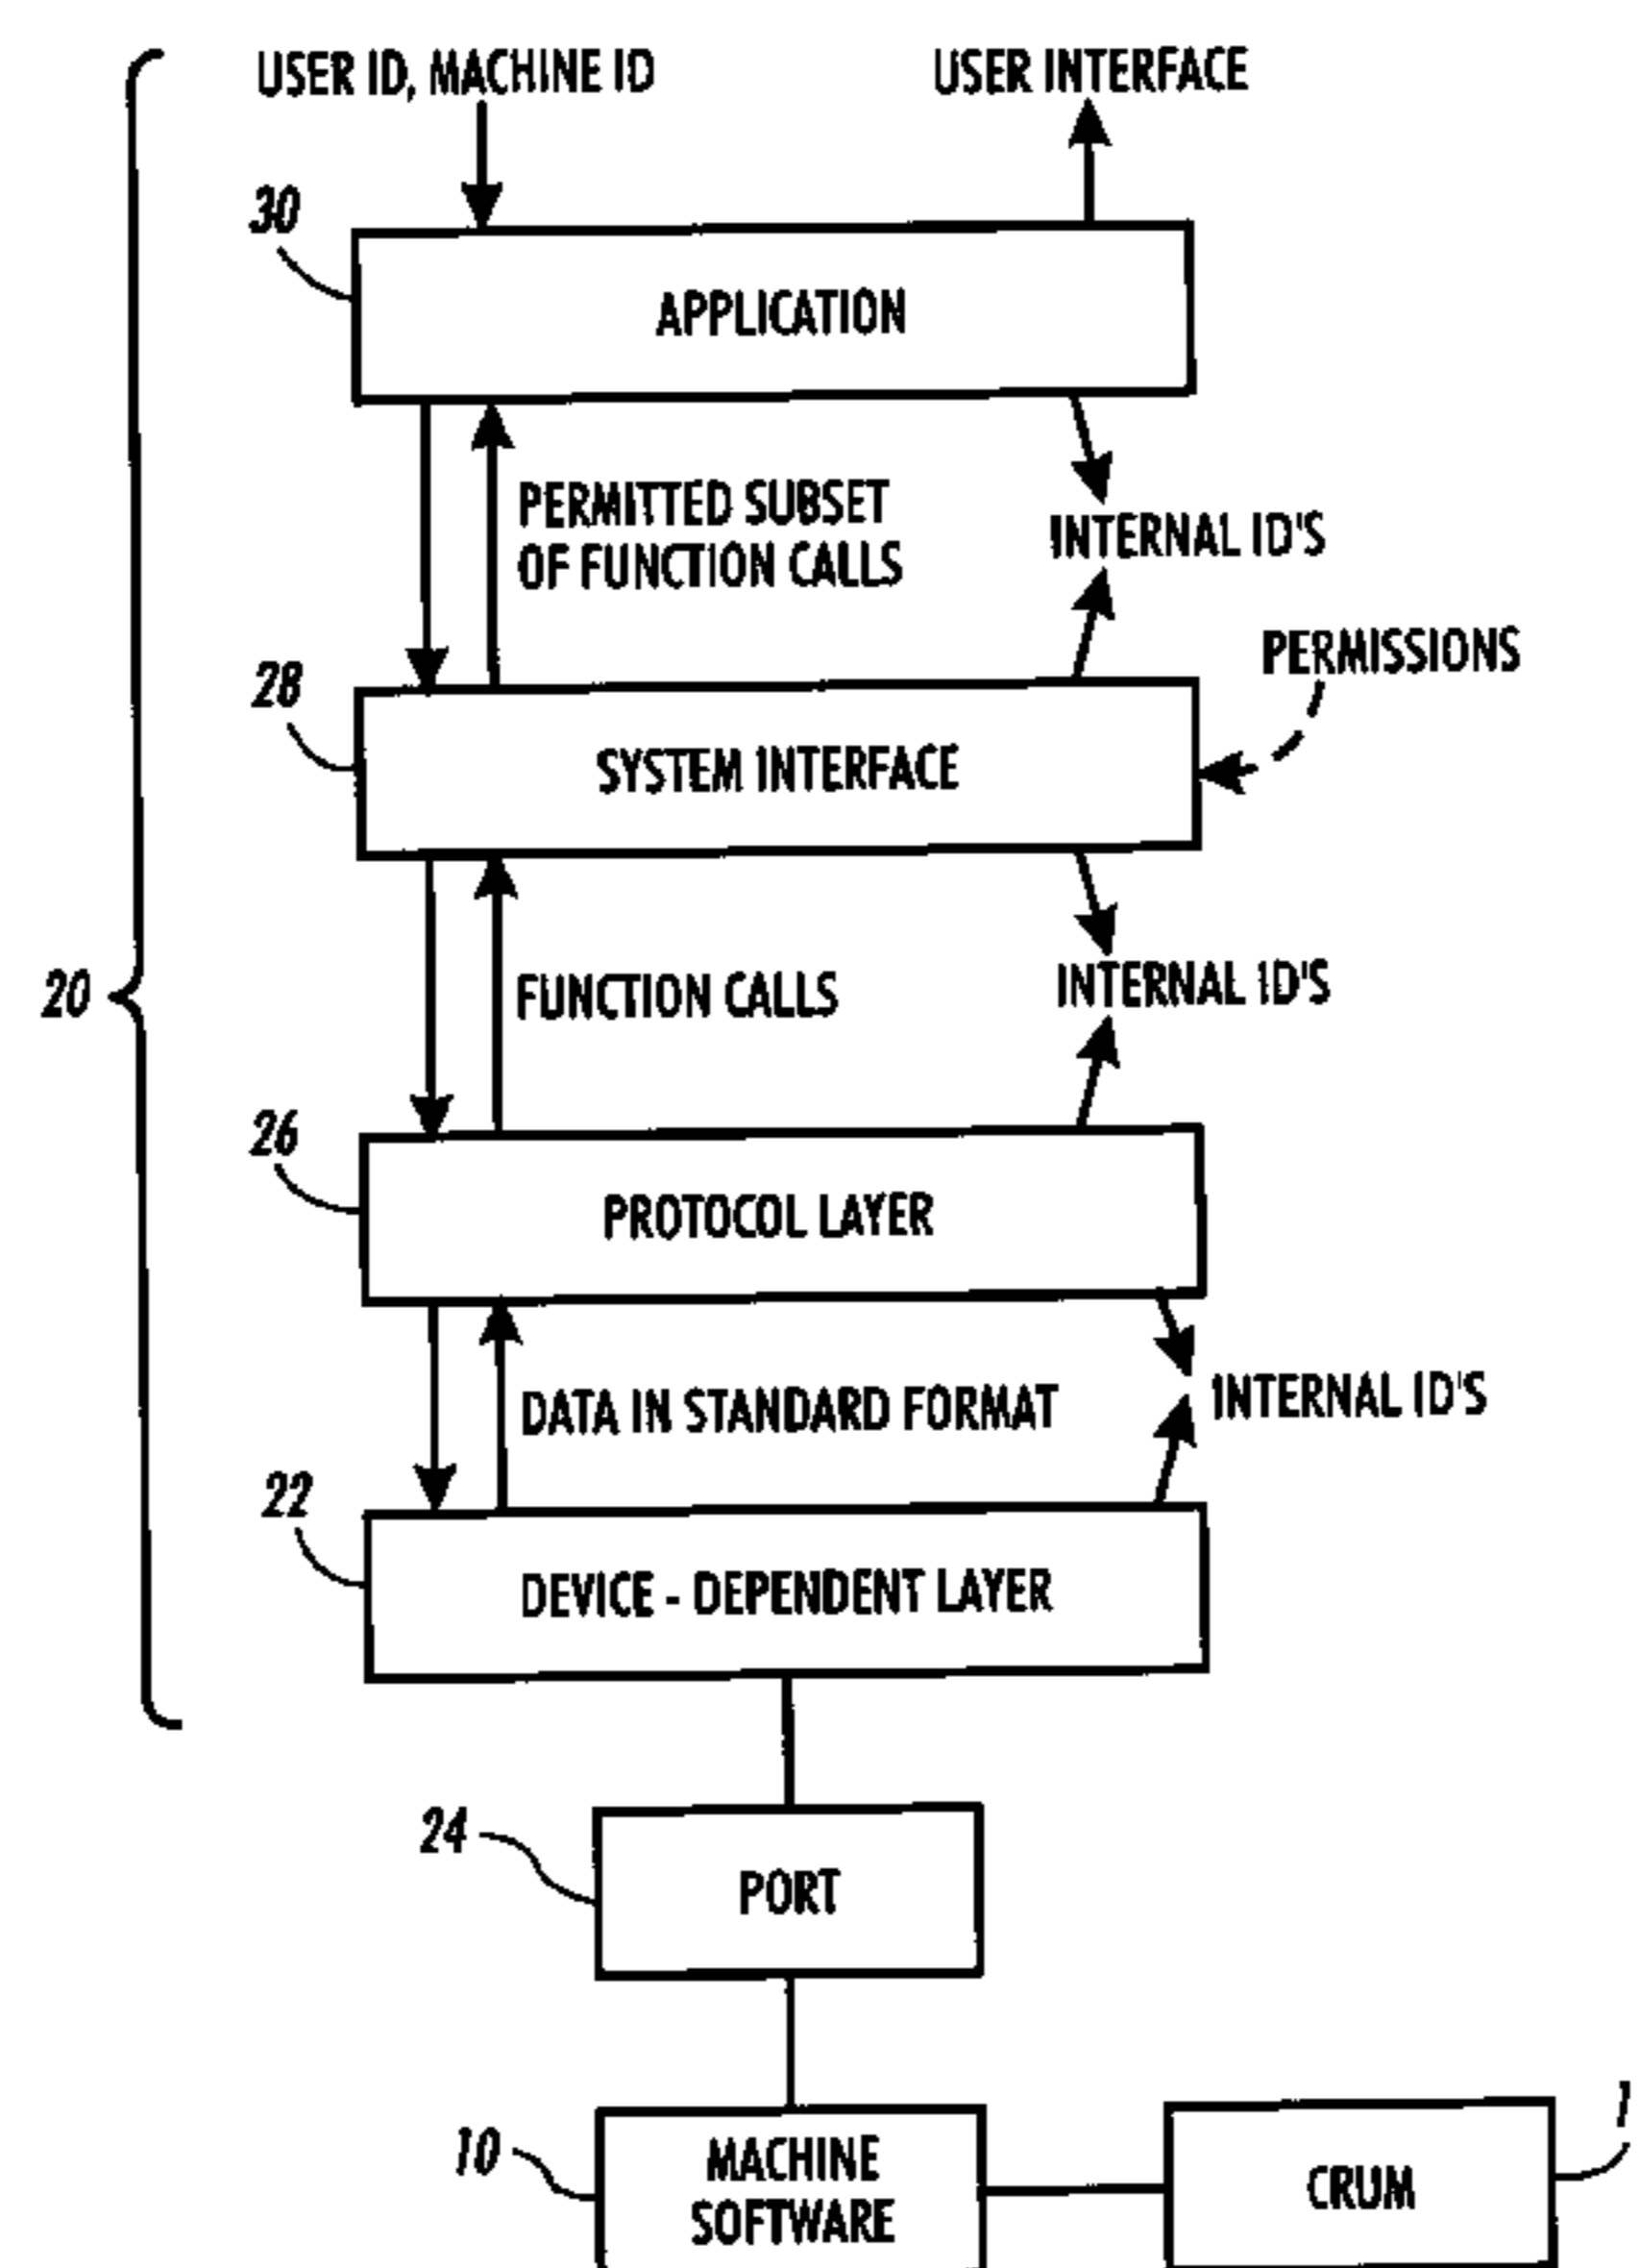 USER ID, MACHINE ID
USER INTERFACE
30
APPLICATION
PERMITTED SUBSET
OF FUNCTION CALLS
INTERNAL ID'S
PERMISSIONS
28
SYSTEM INTERFACE
20
FUNCTION CALLS
INTERNAL ID'S
26
PROTOCOL LAYER
DATA IN STANDARD FORMAT
INTERNAL ID'S
22
DEVICE - DEPENDENT LAYER
24
PORT
10
MACHINE
SOFTWARE
CRUM